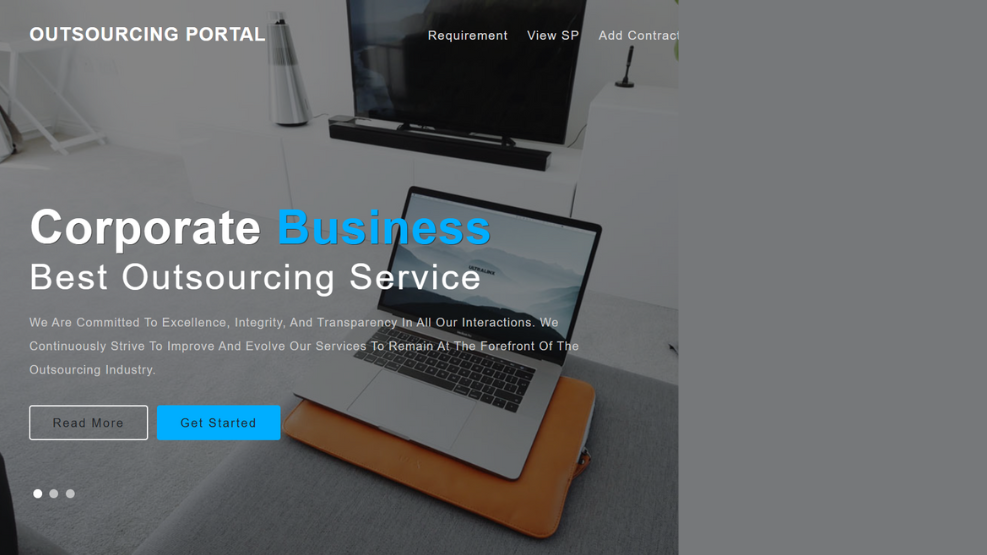 OUTSOURCING PORTAL
Requirement View SP Add Contract
Corporate Business
Best Outsourcing Service
We Are Committed To Excellence, Integrity, And Transparency In All Our Interactions. We
Continuously Strive To Improve And Evolve Our Services To Remain At The Forefront Of The
Outsourcing Industry.
Read More Get Started